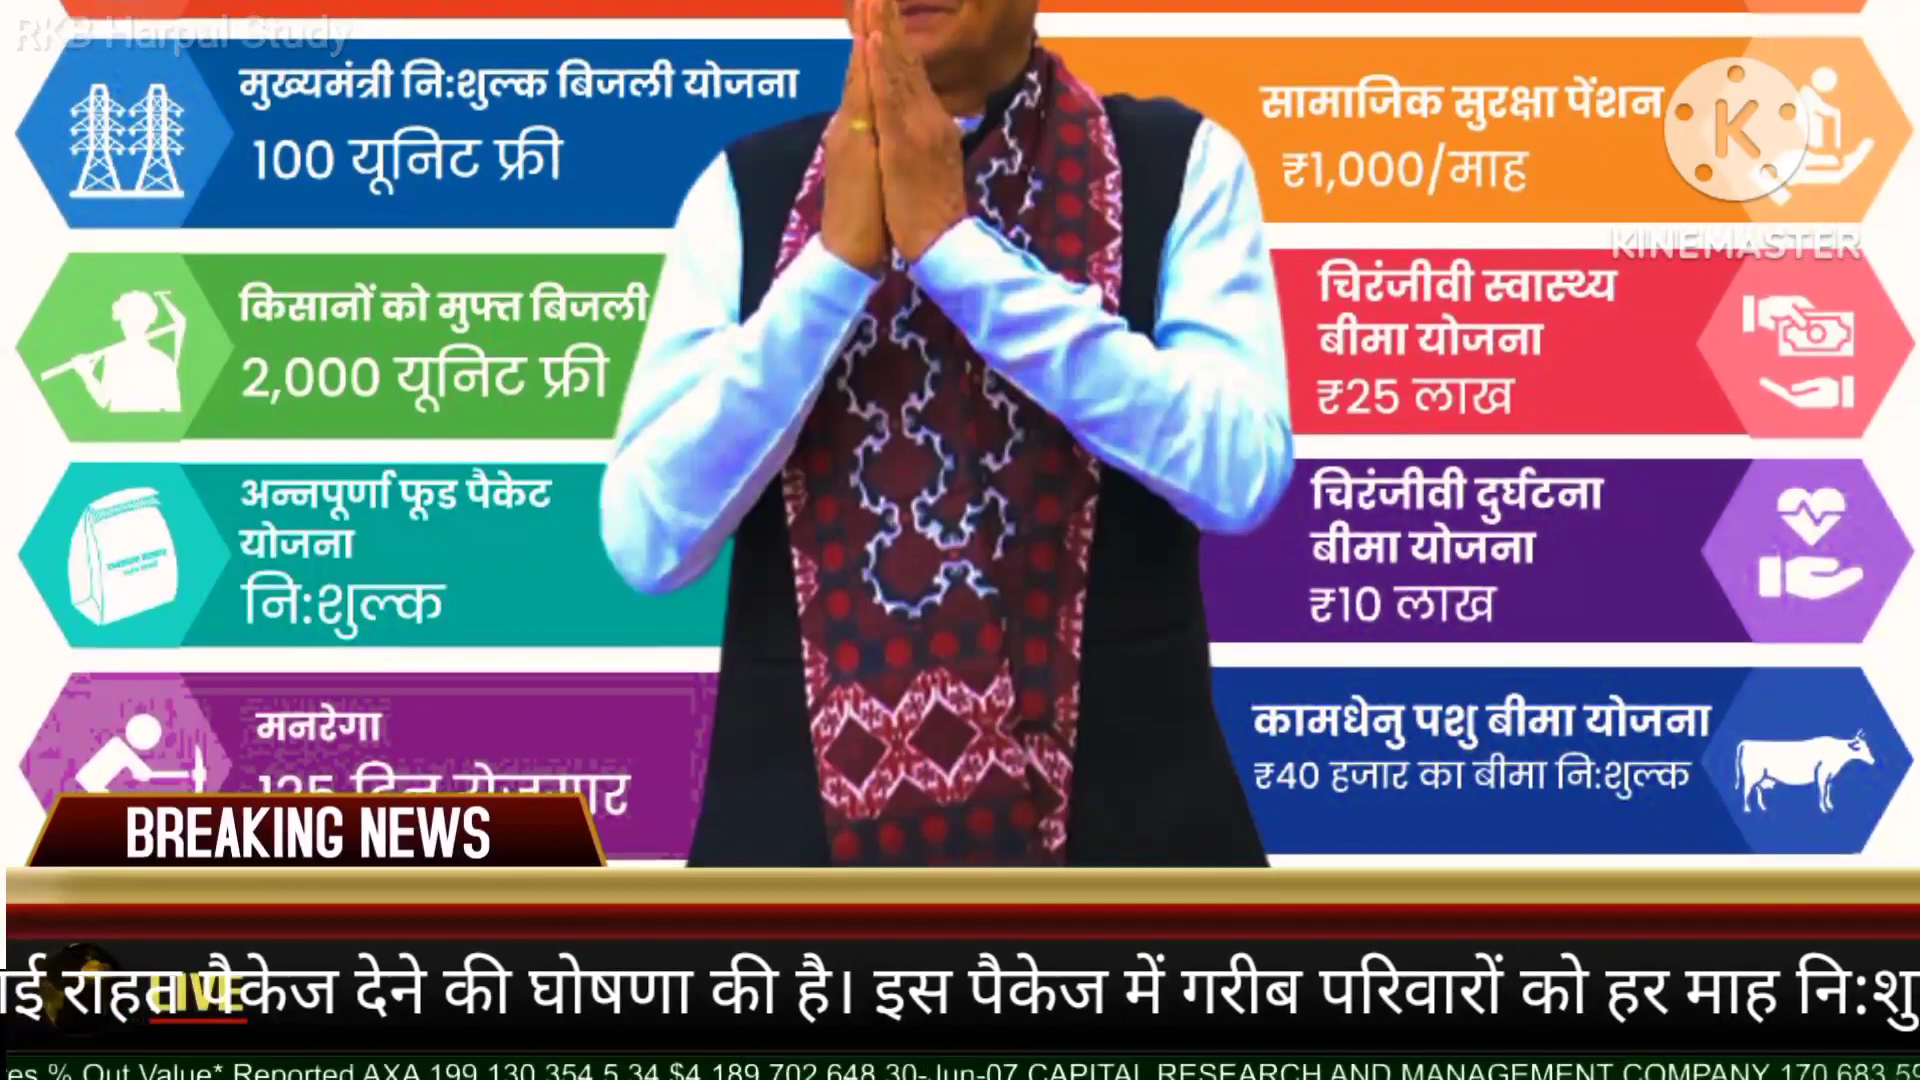 RKB Harpal Study
मुख्यमंत्री नि:शुल्क बिजली योजना
100 यूनिट फ्री
किसानों को मुफ्त बिजली
2,000 यूनिट फ्री
अन्नपूर्णा फूड पैकेट
योजना
नि:शुल्क
मनरेगा
125 दिन रोजगार
सामाजिक सुरक्षा पेंशन
₹1,000/माह
K
KINEMASTER
चिरंजीवी स्वास्थ्य
बीमा योजना
₹25 लाख
चिरंजीवी दुर्घटना
बीमा योजना
₹10 लाख
कामधेनु पशु बीमा योजना
₹40 हजार का बीमा नि:शुल्क
BREAKING NEWS
LIVE
राहत पैकेज देने की घोषणा की है। इस पैकेज में गरीब परिवारों को हर माह नि:शु
% Out Value* Reported AXA 199,130,354 5.34 $4,189,702,648 30-Jun-07 CAPITAL RESEARCH AND MANAGEMENT COMPANY 170,683,59